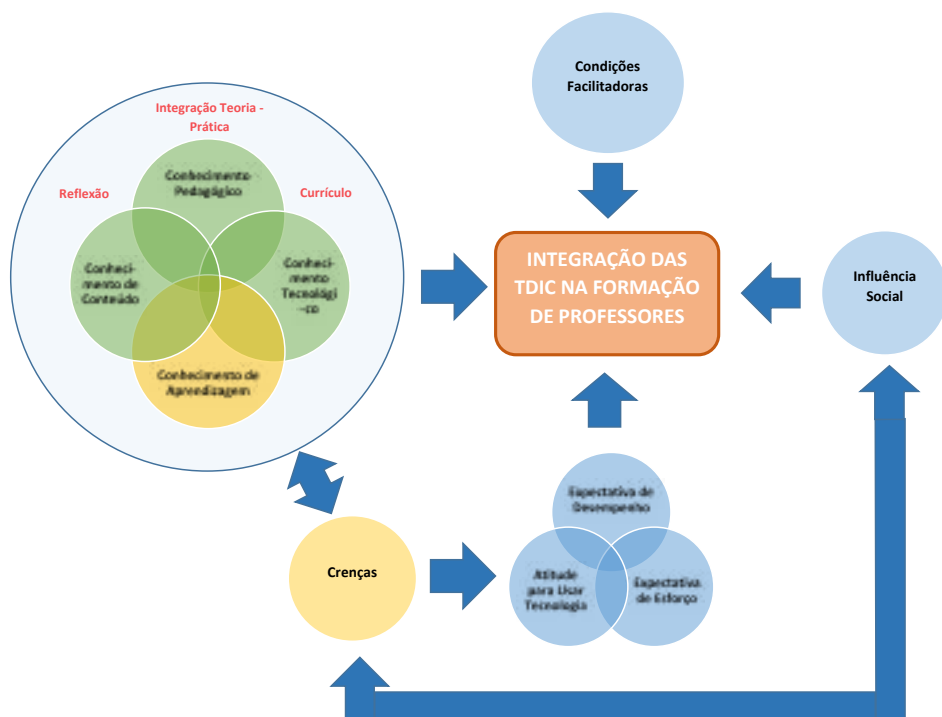 Condições
Facilitadoras
Integração Teoria -
Prática
Reflexão
Currículo
Conhecimento
Pedagógico
Conheci-
mento de
Conteúdo
Conheci-
mento
Tecnológi
-co
Conhecimento de
Aprendizagem
INTEGRAÇÃO DAS
TDIC NA FORMAÇÃO
DE PROFESSORES
Influência
Social
Crenças
Expectativa de
Desempenho
Atitude
para Usar
Tecnologia
Expectativa
de Esforço